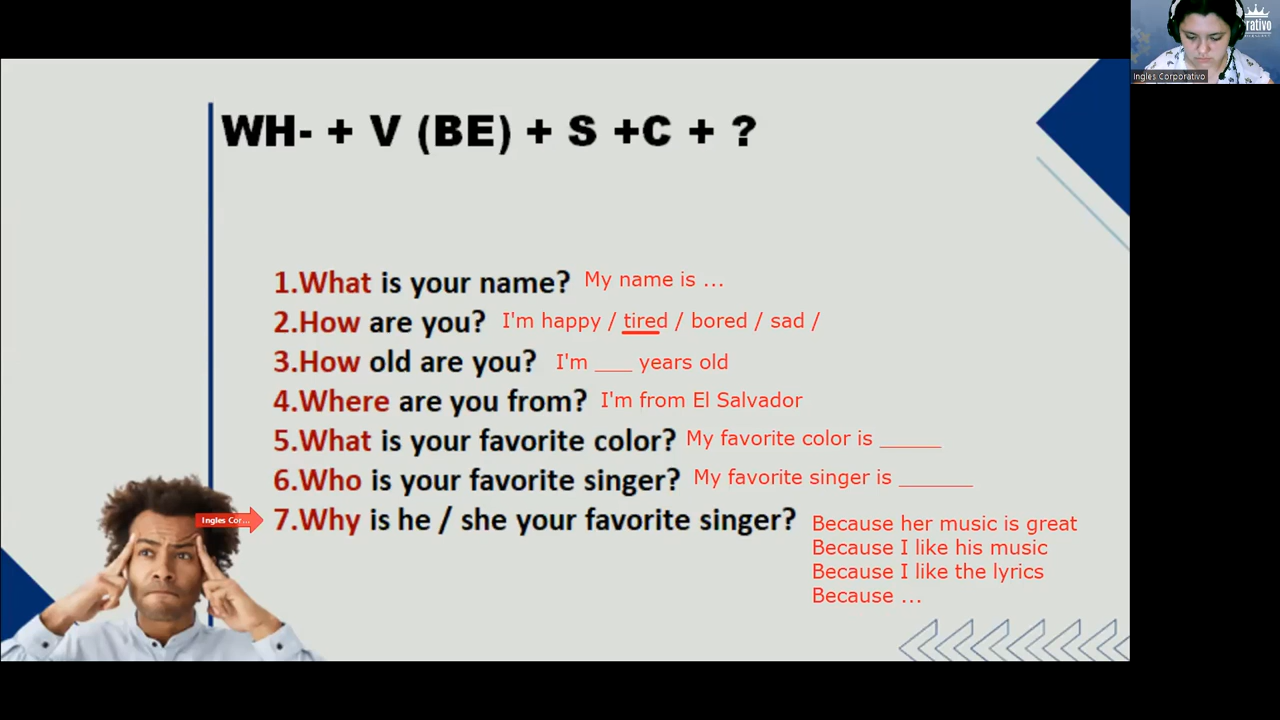 rativo
Ingles Corporativo
WH- + V (BE) + S +C + ?
1.What is your name? My name is ...
2.How are you? I'm happy / tired / bored / sad /
3.How old are you? I'm ___ years old
4.Where are you from? I'm from El Salvador
5.What is your favorite color? My favorite color is _____
6.Who is your favorite singer? My favorite singer is ______
Ingles Cor...
7.Why is he / she your favorite singer? Because her music is great
Because I like his music
Because I like the lyrics
Because ...